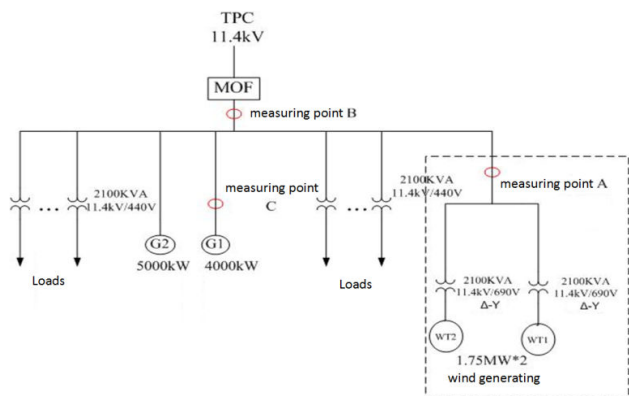 TPC
11.4kV
MOF
measuring point B
2100KVA
11.4kV/440V
...
measuring point
C
2100KVA
11.4kV/440V
...
measuring point A
G2
G1
5000kW
4000kW
Loads
Loads
2100KVA
11.4kV/690V
Δ-Y
2100KVA
11.4kV/690V
Δ-Y
WT2
WT1
1.75MW*2
wind generating